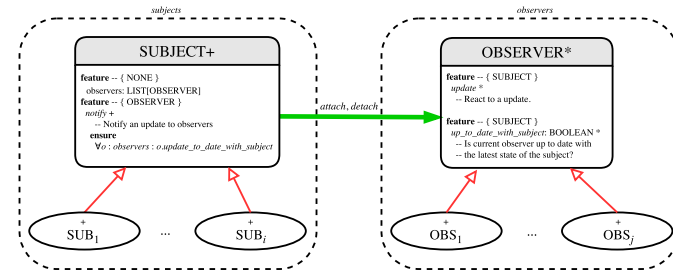 subjects
observers
SUBJECT+
feature -- { NONE }
observers: LIST[OBSERVER]
feature -- { OBSERVER }
notify +
-- Notify an update to observers
ensure
∀o : observers : o.update_to_date_with_subject
attach, detach
OBSERVER*
feature -- { SUBJECT }
update *
-- React to a update.
feature -- { SUBJECT }
up_to_date_with_subject: BOOLEAN *
-- Is current observer up to date with
-- the latest state of the subject?
+
SUB1
...
+
SUBi
+
OBS1
...
+
OBSj